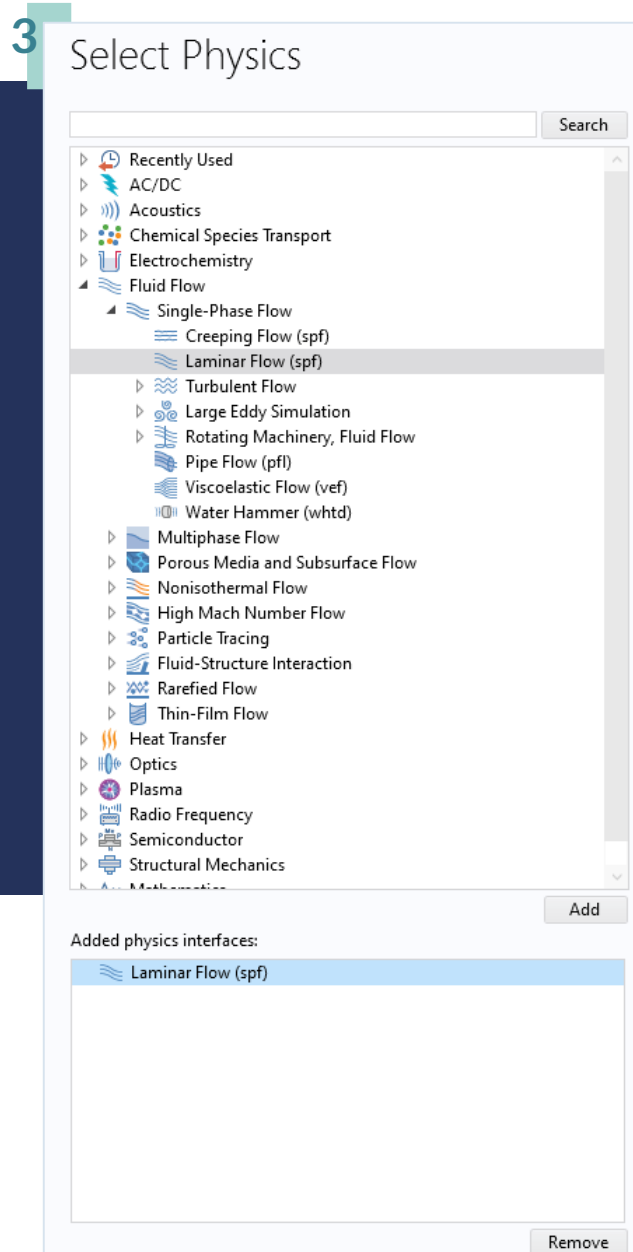 3
Select Physics
Search
Recently Used
AC/DC
Acoustics
Chemical Species Transport
Electrochemistry
Fluid Flow
Single-Phase Flow
Creeping Flow (spf)
Laminar Flow (spf)
Turbulent Flow
Large Eddy Simulation
Rotating Machinery, Fluid Flow
Pipe Flow (pfl)
Viscoelastic Flow (vef)
Water Hammer (whtd)
Multiphase Flow
Porous Media and Subsurface Flow
Nonisothermal Flow
High Mach Number Flow
Particle Tracing
Fluid-Structure Interaction
Rarefied Flow
Thin-Film Flow
Heat Transfer
Optics
Plasma
Radio Frequency
Semiconductor
Structural Mechanics
Mathematics
Add
Added physics interfaces:
Laminar Flow (spf)
Remove